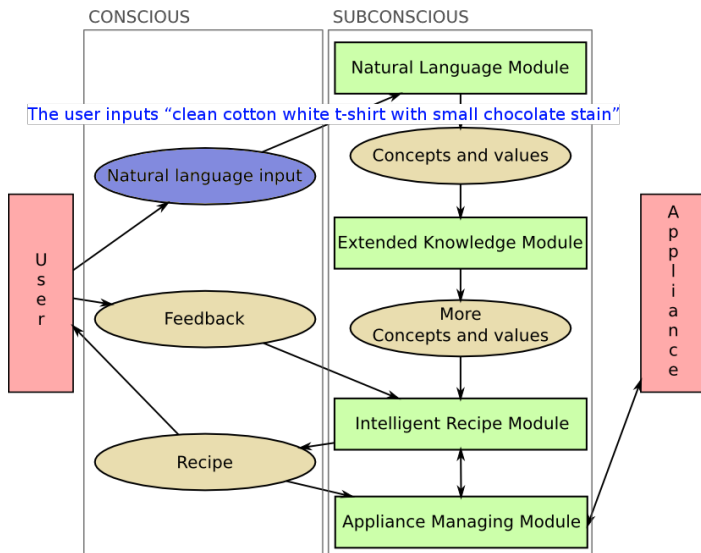 CONSCIOUS
SUBCONSCIOUS
Natural Language Module
The user inputs “clean cotton white t-shirt with small chocolate stain”
Concepts and values
Natural language input
User
Appliance
Extended Knowledge Module
Feedback
More
Concepts and values
Intelligent Recipe Module
Recipe
Appliance Managing Module